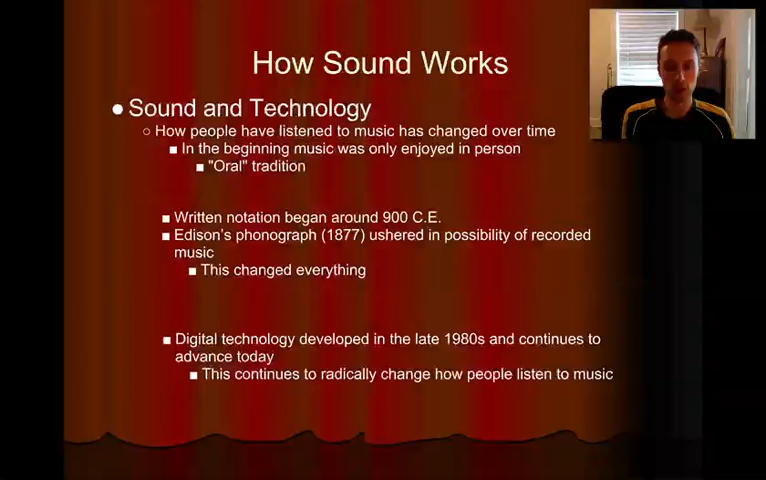 How Sound Works
● Sound and Technology
○ How people have listened to music has changed over time
■ In the beginning music was only enjoyed in person
■ "Oral" tradition
■ Written notation began around 900 C.E.
■ Edison's phonograph (1877) ushered in possibility of recorded
music
■ This changed everything
■ Digital technology developed in the late 1980s and continues to
advance today
■ This continues to radically change how people listen to music